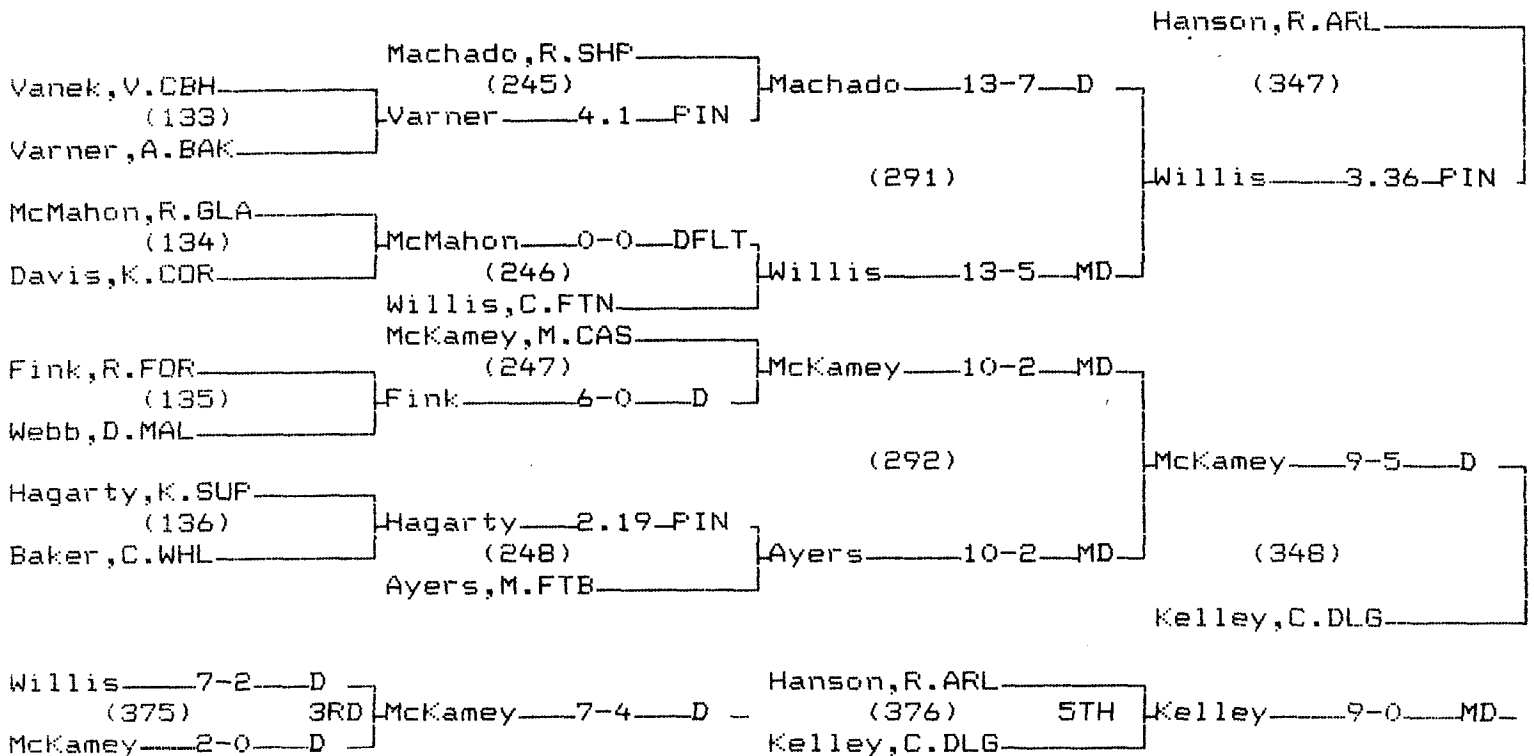 Hanson,R.ARL
Machado,R.SHP
Vanek,V.CBH (245) Machado 13-7 D (347)
(133) Varner 4.1 PIN
Varner,A.BAK
(291) Willis 3.36 PIN
McMahon,R.GLA
(134) McMahon 0-0 DFLT
Davis,K.COR (246) Willis 13-5 MD
Willis,C.FTN
McKamey,M.CAS
Fink,R.FOR (247) McKamey 10-2 MD
(135) Fink 6-0 D
Webb,D.MAL
(292) McKamey 9-5 D
Hagarty,K.SUP
(136) Hagarty 2.19 PIN
Baker,C.WHL (248) Ayers 10-2 MD (348)
Ayers,M.FTB
Kelley,C.DLG
Willis 7-2 D Hanson,R.ARL
(375) 3RD McKamey 7-4 D (376) 5TH Kelley 9-0 MD
McKamey 2-0 D Kelley,C.DLG